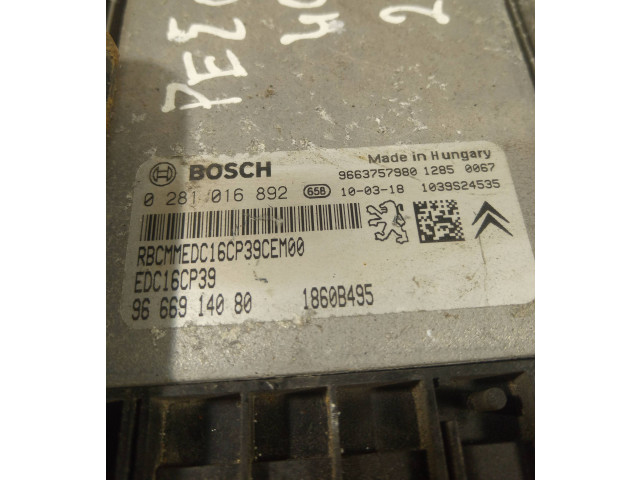 BOSCH
Made in Hungary
9663757980 1285 0067
0 281 016 892 65B 10-03-18 1039S24535
RBCMMEDC16CP39CEM00
EDC16CP39
96 669 140 80 1860B495